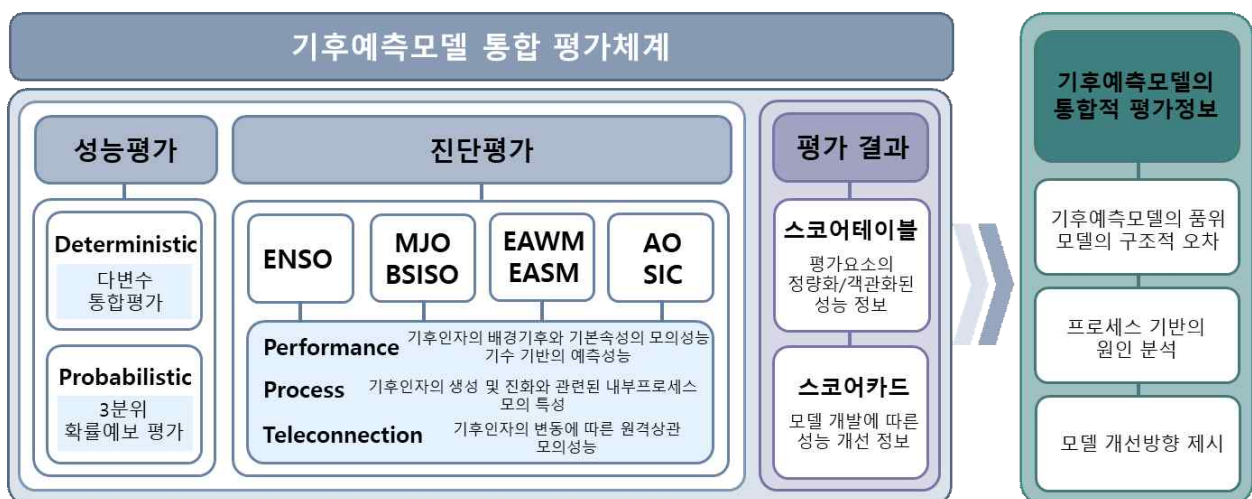 기후예측모델 통합 평가체계
성능평가
Deterministic
다변수
통합평가
Probabilistic
3분위
확률예보 평가
진단평가
ENSO
MJO
BSISO
EAWM
EASM
AO
SIC
Performance 기후인자의 배경기후와 기본속성의 모의성능
기수 기반의 예측성능
Process 기후인자의 생성 및 진화와 관련된 내부프로세스
모의 특성
Teleconnection 기후인자의 변동에 따른 원격상관
모의성능
평가 결과
스코어테이블
평가요소의
정량화/객관화된
성능 정보
스코어카드
모델 개발에 따른
성능 개선 정보
기후예측모델의
통합적 평가정보
기후예측모델의 품위
모델의 구조적 오차
프로세스 기반의
원인 분석
모델 개선방향 제시